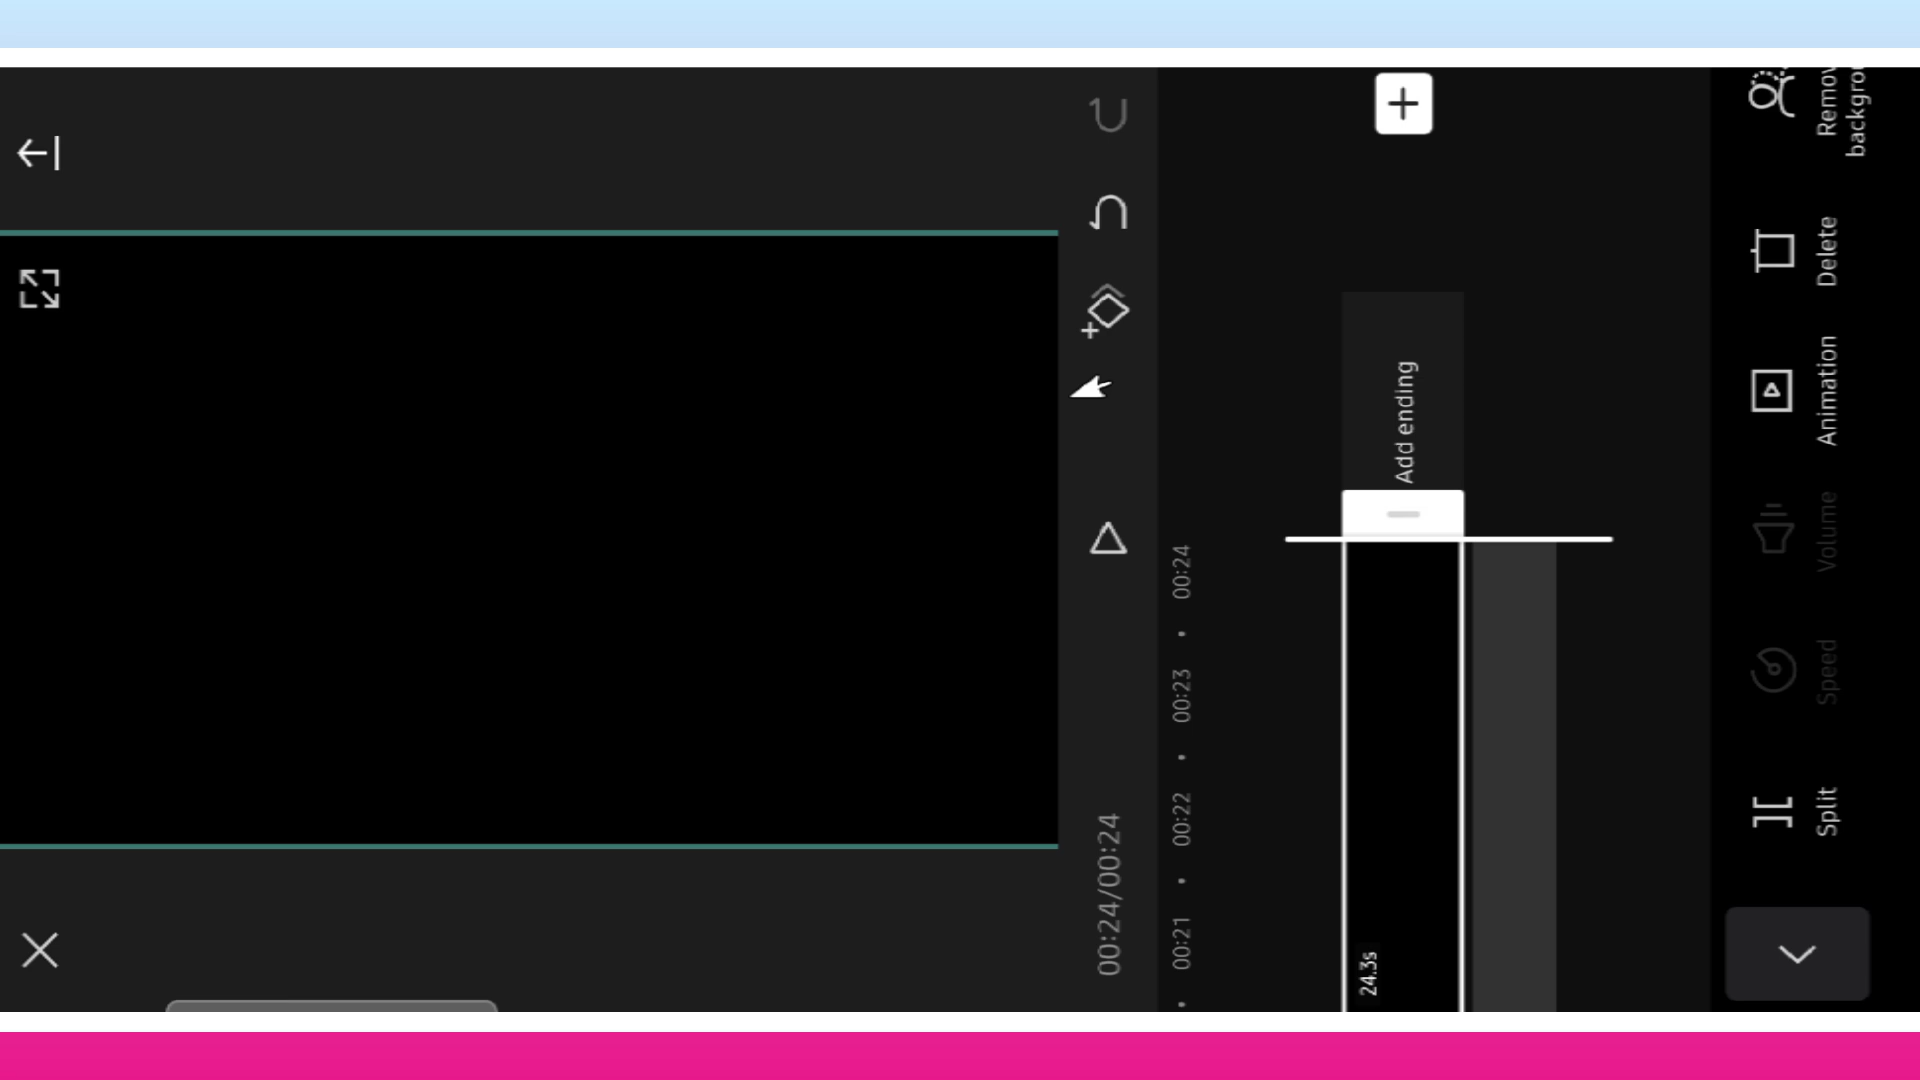 00:24/00:24
00:21
00:22
00:23
00:24
24.3s
Add ending
Split
Speed
Volume
Animation
Delete
Remov
backgro